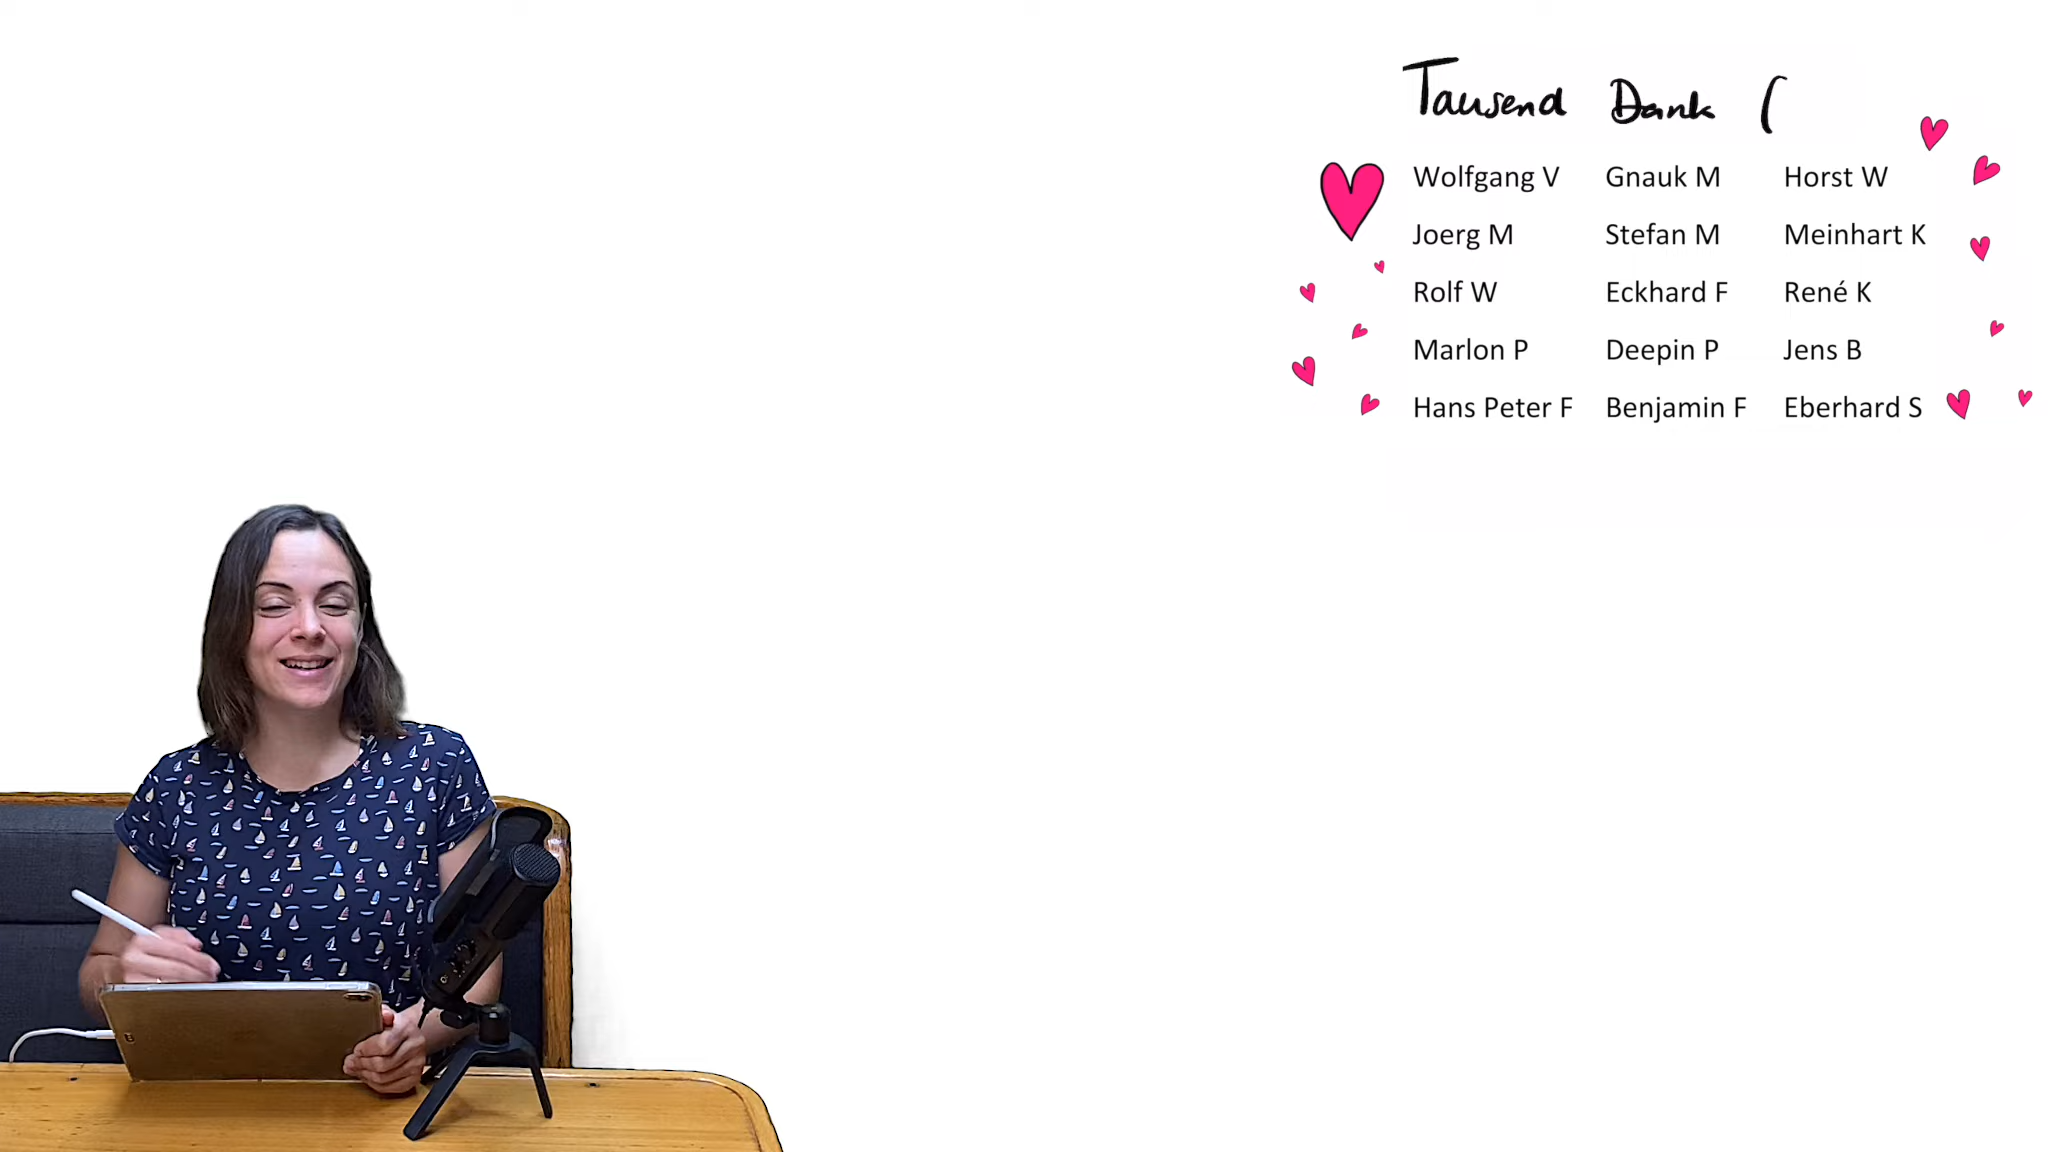 Tausend Dank (
Wolfgang V Gnauk M Horst W
Joerg M Stefan M Meinhart K
Rolf W Eckhard F René K
Marlon P Deepin P Jens B
Hans Peter F Benjamin F Eberhard S